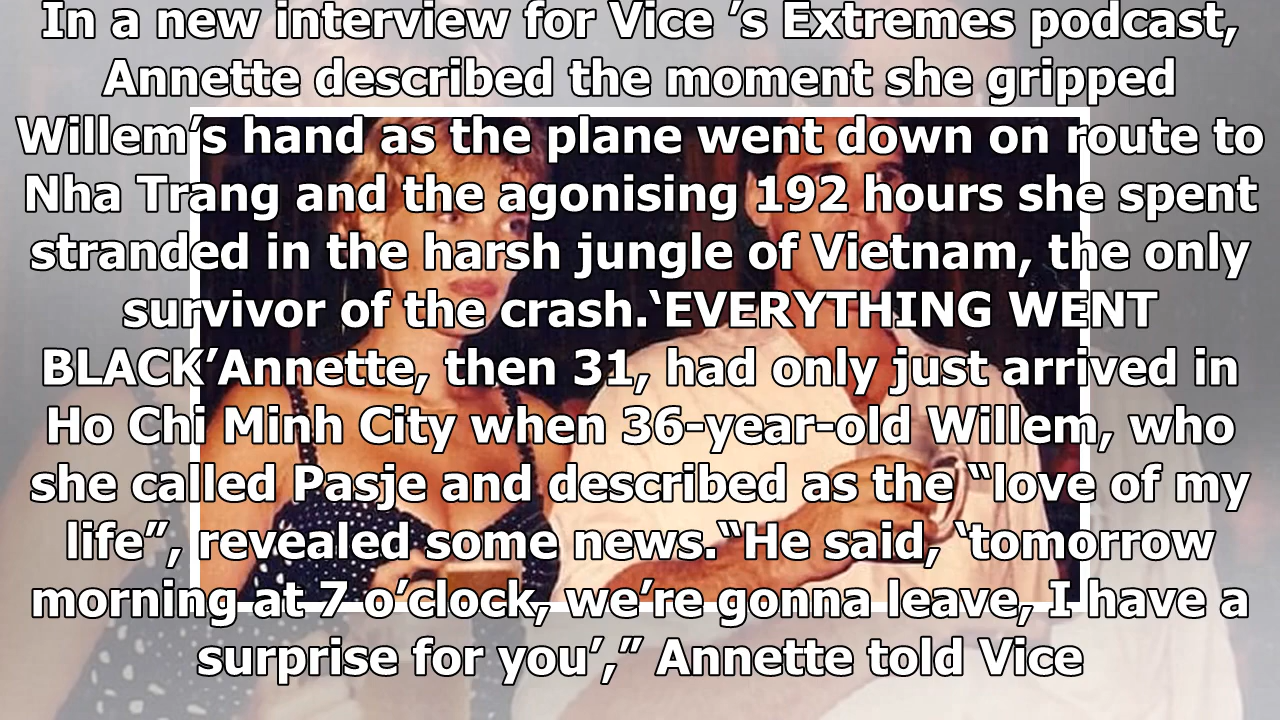 In a new interview for Vice ’s Extremes podcast,
Annette described the moment she gripped
Willem’s hand as the plane went down on route to
Nha Trang and the agonising 192 hours she spent
stranded in the harsh jungle of Vietnam, the only
survivor of the crash.‘EVERYTHING WENT
BLACK’Annette, then 31, had only just arrived in
Ho Chi Minh City when 36-year-old Willem, who
she called Pasje and described as the “love of my
life”, revealed some news.“He said, ‘tomorrow
morning at 7 o’clock, we’re gonna leave, I have a
surprise for you’,” Annette told Vice